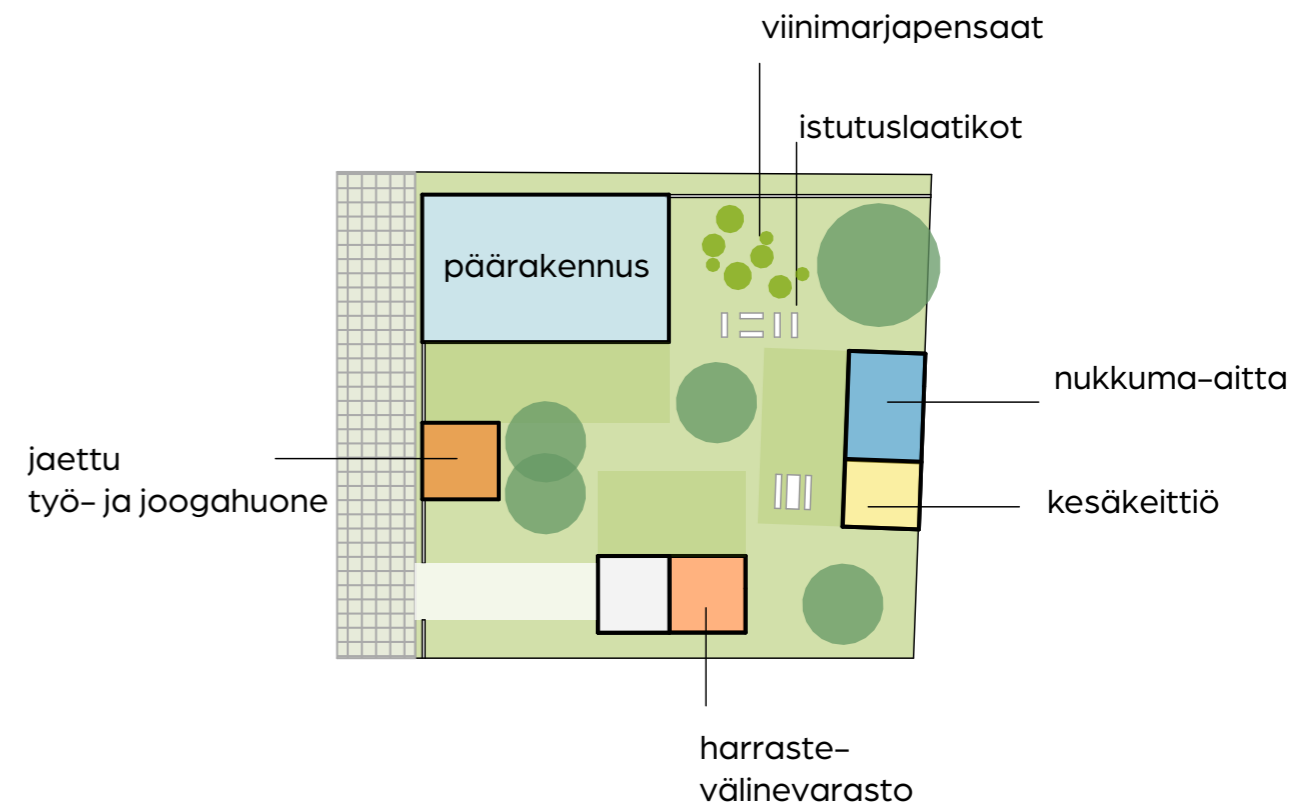 viinimarjapensaat
istutuslaatikot
päärakennus
nukkuma-aitta
jaettu
työ- ja joogahuone
kesäkeittiö
harraste-
välinevarasto